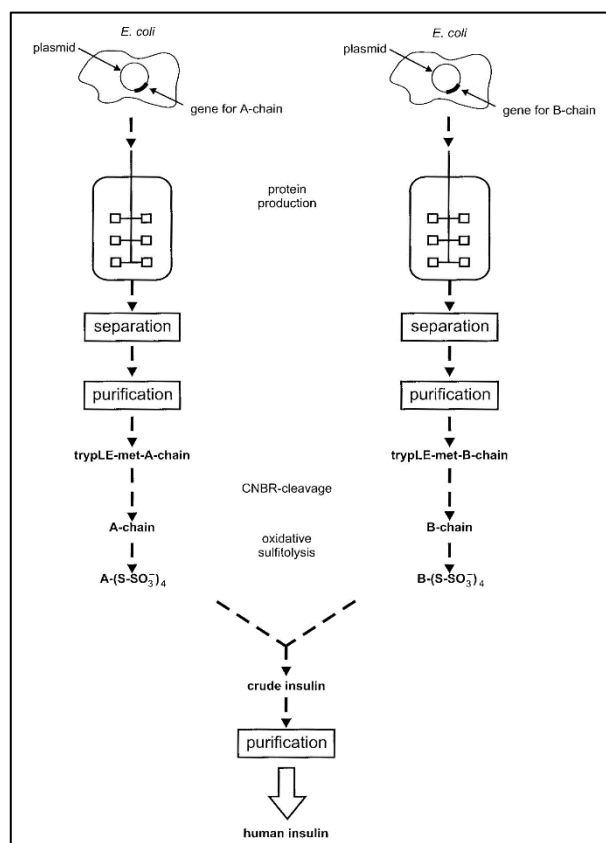 E. coli
E. coli
plasmid
plasmid
gene for A-chain
gene for B-chain
protein
production
separation
separation
purification
purification
trypLE-met-A-chain
trypLE-met-B-chain
CNBR-cleavage
A-chain
B-chain
oxidative
sulfitolysis
A-(S-SO₃⁻)₄
B-(S-SO₃⁻)₄
crude insulin
purification
human insulin